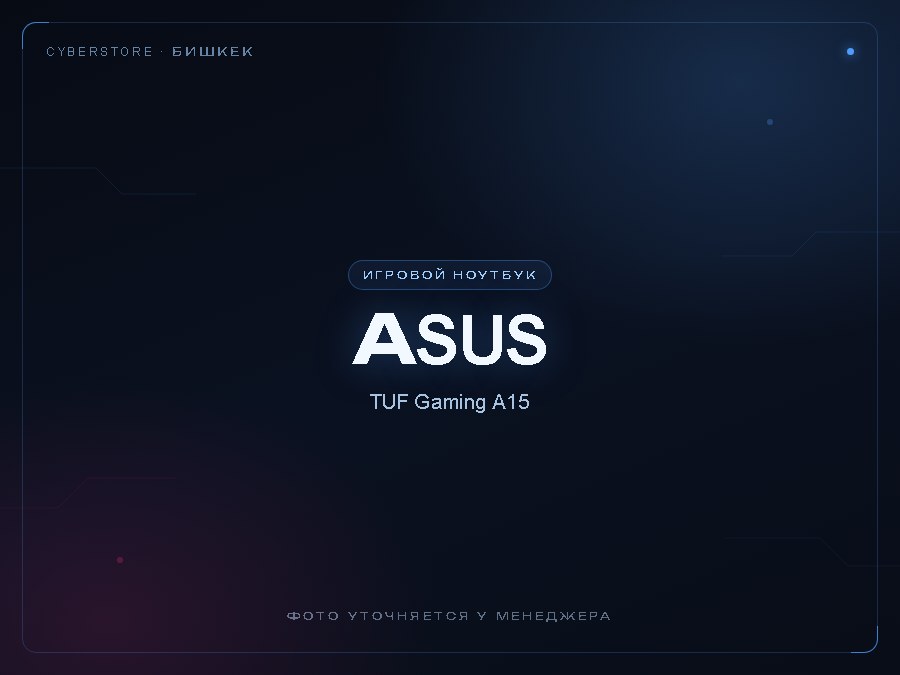 CYBERSTORE · БИШКЕК
ИГРОВОЙ НОУТБУК
ASUS
TUF Gaming A15
ФОТО УТОЧНЯЕТСЯ У МЕНЕДЖЕРА